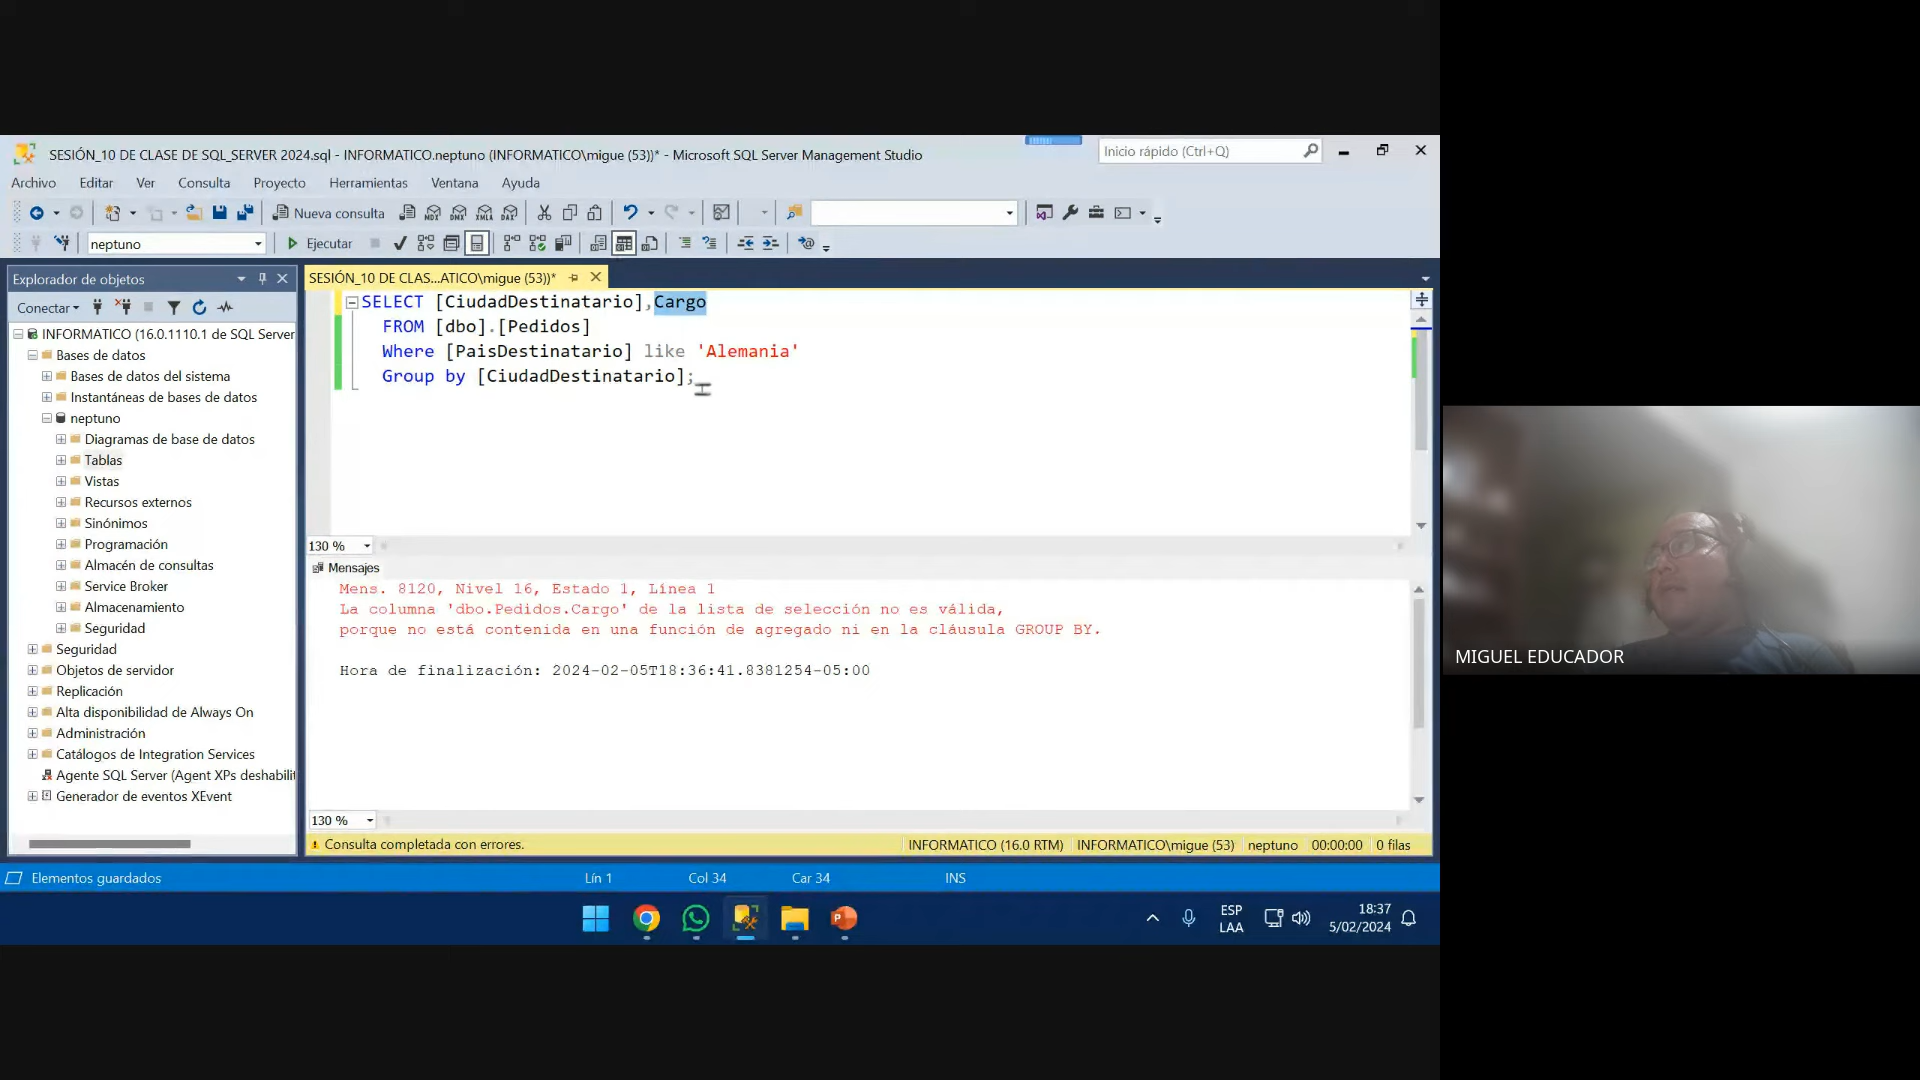 SESIÓN_10 DE CLASE DE SQL_SERVER 2024.sql - INFORMATICO.neptuno (INFORMATICO\migue (53))* - Microsoft SQL Server Management Studio
Inicio rápido (Ctrl+Q)
Archivo Editar Ver Consulta Proyecto Herramientas Ventana Ayuda
Nueva consulta
MDX DMX XMLA DAX
neptuno
Ejecutar
Explorador de objetos
SESIÓN_10 DE CLAS...ATICO\migue (53))*
Conectar
INFORMATICO (16.0.1110.1 de SQL Server
Bases de datos
Bases de datos del sistema
Instantáneas de bases de datos
neptuno
Diagramas de base de datos
Tablas
Vistas
Recursos externos
Sinónimos
Programación
Almacén de consultas
Service Broker
Almacenamiento
Seguridad
Seguridad
Objetos de servidor
Replicación
Alta disponibilidad de Always On
Administración
Catálogos de Integration Services
Agente SQL Server (Agent XPs deshabilit
Generador de eventos XEvent
SELECT [CiudadDestinatario],Cargo
FROM [dbo].[Pedidos]
Where [PaisDestinatario] like 'Alemania'
Group by [CiudadDestinatario];
130 %
Mensajes
Mens. 8120, Nivel 16, Estado 1, Línea 1
La columna 'dbo.Pedidos.Cargo' de la lista de selección no es válida,
porque no está contenida en una función de agregado ni en la cláusula GROUP BY.
Hora de finalización: 2024-02-05T18:36:41.8381254-05:00
130 %
Consulta completada con errores.
INFORMATICO (16.0 RTM) INFORMATICO\migue (53) neptuno 00:00:00 0 filas
Elementos guardados
Lín 1 Col 34 Car 34 INS
ESP
LAA
18:37
5/02/2024
MIGUEL EDUCADOR